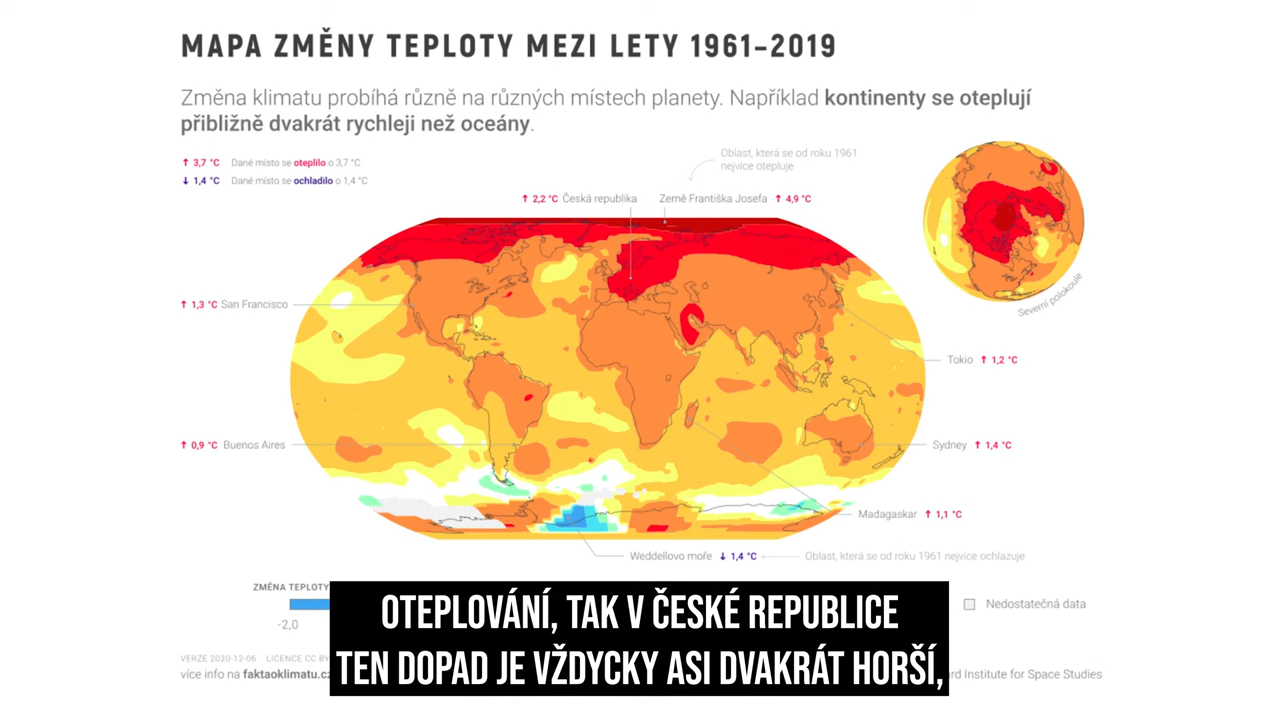 MAPA ZMĚNY TEPLOTY MEZI LETY 1961–2019
Změna klimatu probíhá různě na různých místech planety. Například kontinenty se oteplují
přibližně dvakrát rychleji než oceány.
↑ 3,7 °C Dané místo se oteplilo o 3,7 °C
↓ 1,4 °C Dané místo se ochladilo o 1,4 °C
Oblast, která se od roku 1961
nejvíce otepluje
↑ 2,2 °C Česká republika
Země Františka Josefa ↑ 4,9 °C
Severní polokoule
↑ 1,3 °C San Francisco
Tokio ↑ 1,2 °C
↑ 0,9 °C Buenos Aires
Sydney ↑ 1,4 °C
Madagaskar ↑ 1,1 °C
Weddellovo moře ↓ 1,4 °C
Oblast, která se od roku 1961 nejvíce ochlazuje
ZMĚNA TEPLOTY
-2,0
Nedostatečná data
OTEPLOVÁNÍ, TAK V ČESKÉ REPUBLICE
TEN DOPAD JE VŽDYCKY ASI DVAKRÁT HORŠÍ,
VERZE 2020-12-06 LICENCE CC BY
více info na faktaoklimatu.cz
rd Institute for Space Studies